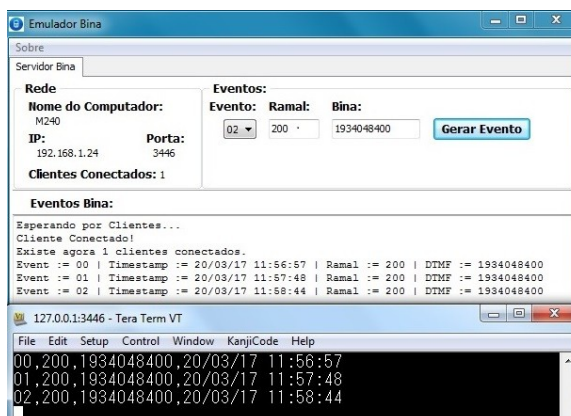 Emulador Bina
Sobre
Servidor Bina
Rede
Nome do Computador:
M240
IP: Porta:
192.168.1.24 3446
Clientes Conectados: 1
Eventos:
Evento: Ramal: Bina:
02 200 1934048400 Gerar Evento
Eventos Bina:
Esperando por Clientes...
Cliente Conectado!
Existe agora 1 clientes conectados.
Event := 00 | Timestamp := 20/03/17 11:56:57 | Ramal := 200 | DTMF := 1934048400
Event := 01 | Timestamp := 20/03/17 11:57:48 | Ramal := 200 | DTMF := 1934048400
Event := 02 | Timestamp := 20/03/17 11:58:44 | Ramal := 200 | DTMF := 1934048400
127.0.0.1:3446 - Tera Term VT
File Edit Setup Control Window KanjiCode Help
00,200,1934048400,20/03/17 11:56:57
01,200,1934048400,20/03/17 11:57:48
02,200,1934048400,20/03/17 11:58:44